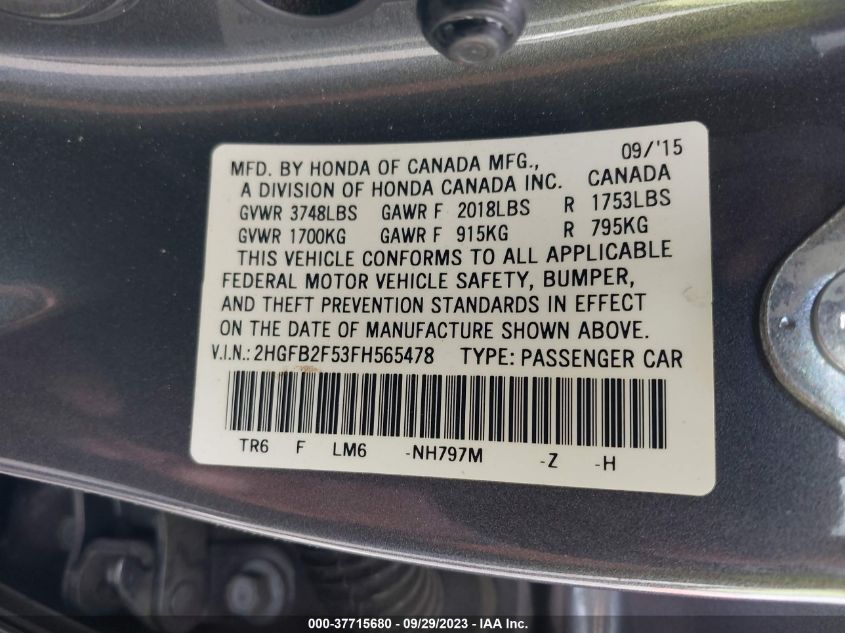 MFD. BY HONDA OF CANADA MFG., 09/'15
A DIVISION OF HONDA CANADA INC. CANADA
GVWR 3748LBS GAWR F 2018LBS R 1753LBS
GVWR 1700KG GAWR F 915KG R 795KG
THIS VEHICLE CONFORMS TO ALL APPLICABLE
FEDERAL MOTOR VEHICLE SAFETY, BUMPER,
AND THEFT PREVENTION STANDARDS IN EFFECT
ON THE DATE OF MANUFACTURE SHOWN ABOVE.
V.I.N.: 2HGFB2F53FH565478 TYPE: PASSENGER CAR
TR6 F LM6 -NH797M -Z -H
000-37715680 - 09/29/2023 - IAA Inc.